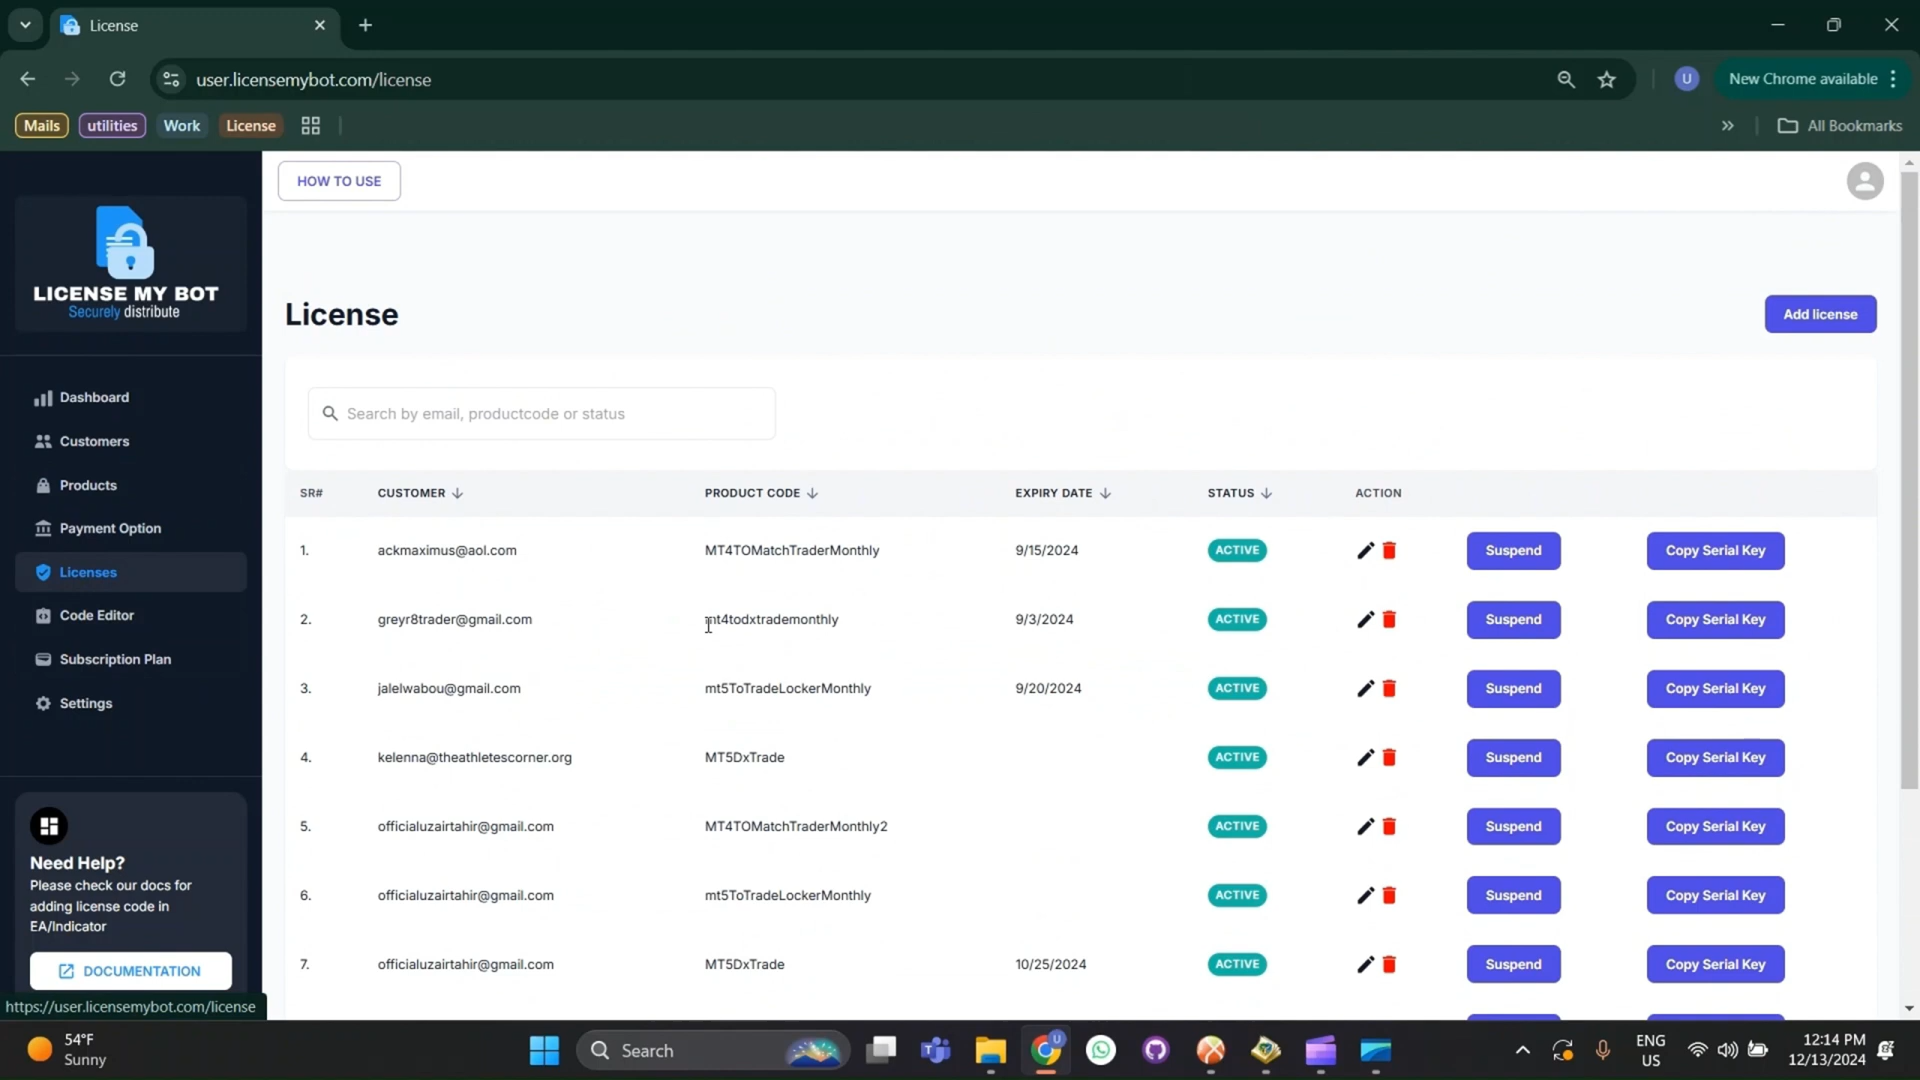 License
user.licensemybot.com/license
U
New Chrome available
Mails
utilities
Work
License
All Bookmarks
LICENSE MY BOT
Securely distribute
HOW TO USE
License
Add license
Search by email, productcode or status
Dashboard
Customers
Products
Payment Option
Licenses
Code Editor
Subscription Plan
Settings
SR# CUSTOMER PRODUCT CODE EXPIRY DATE STATUS ACTION
1. ackmaximus@aol.com MT4TOMatchTraderMonthly 9/15/2024 ACTIVE Suspend Copy Serial Key
2. greyr8trader@gmail.com mt4todxtrademonthly 9/3/2024 ACTIVE Suspend Copy Serial Key
3. jalelwabou@gmail.com mt5ToTradeLockerMonthly 9/20/2024 ACTIVE Suspend Copy Serial Key
4. kelenna@theathletescorner.org MT5DxTrade ACTIVE Suspend Copy Serial Key
5. officialuzairtahir@gmail.com MT4TOMatchTraderMonthly2 ACTIVE Suspend Copy Serial Key
6. officialuzairtahir@gmail.com mt5ToTradeLockerMonthly ACTIVE Suspend Copy Serial Key
7. officialuzairtahir@gmail.com MT5DxTrade 10/25/2024 ACTIVE Suspend Copy Serial Key
Need Help?
Please check our docs for
adding license code in
EA/Indicator
DOCUMENTATION
https://user.licensemybot.com/license
54°F
Sunny
Search
U
ENG
US
12:14 PM
12/13/2024